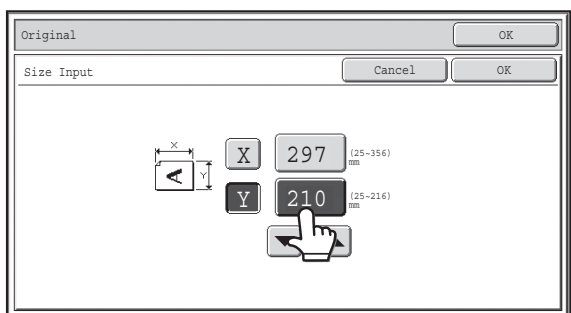 Original OK
Size Input Cancel OK
X
X 297 (25~356)
mm
A Y
Y 210 (25~216)
mm